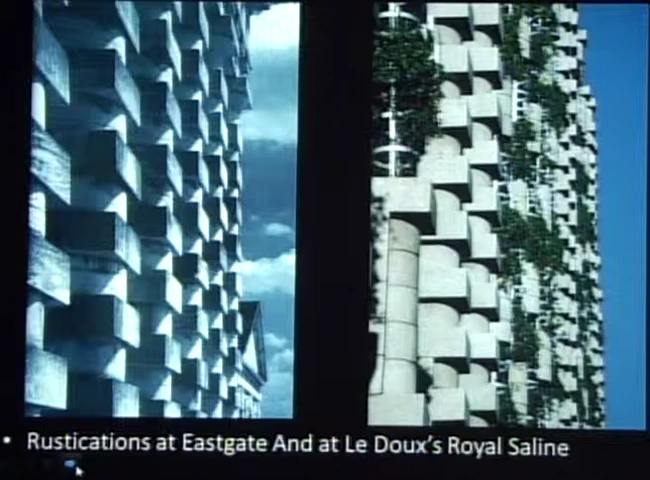 • Rustications at Eastgate And at Le Doux's Royal Saline